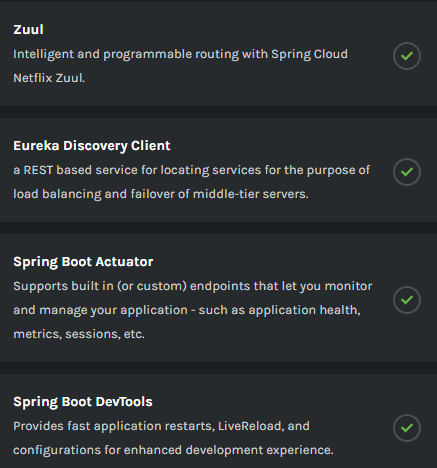 Zuul
Intelligent and programmable routing with Spring Cloud
Netflix Zuul.
Eureka Discovery Client
a REST based service for locating services for the purpose of
load balancing and failover of middle-tier servers.
Spring Boot Actuator
Supports built in (or custom) endpoints that let you monitor
and manage your application - such as application health,
metrics, sessions, etc.
Spring Boot DevTools
Provides fast application restarts, LiveReload, and
configurations for enhanced development experience.